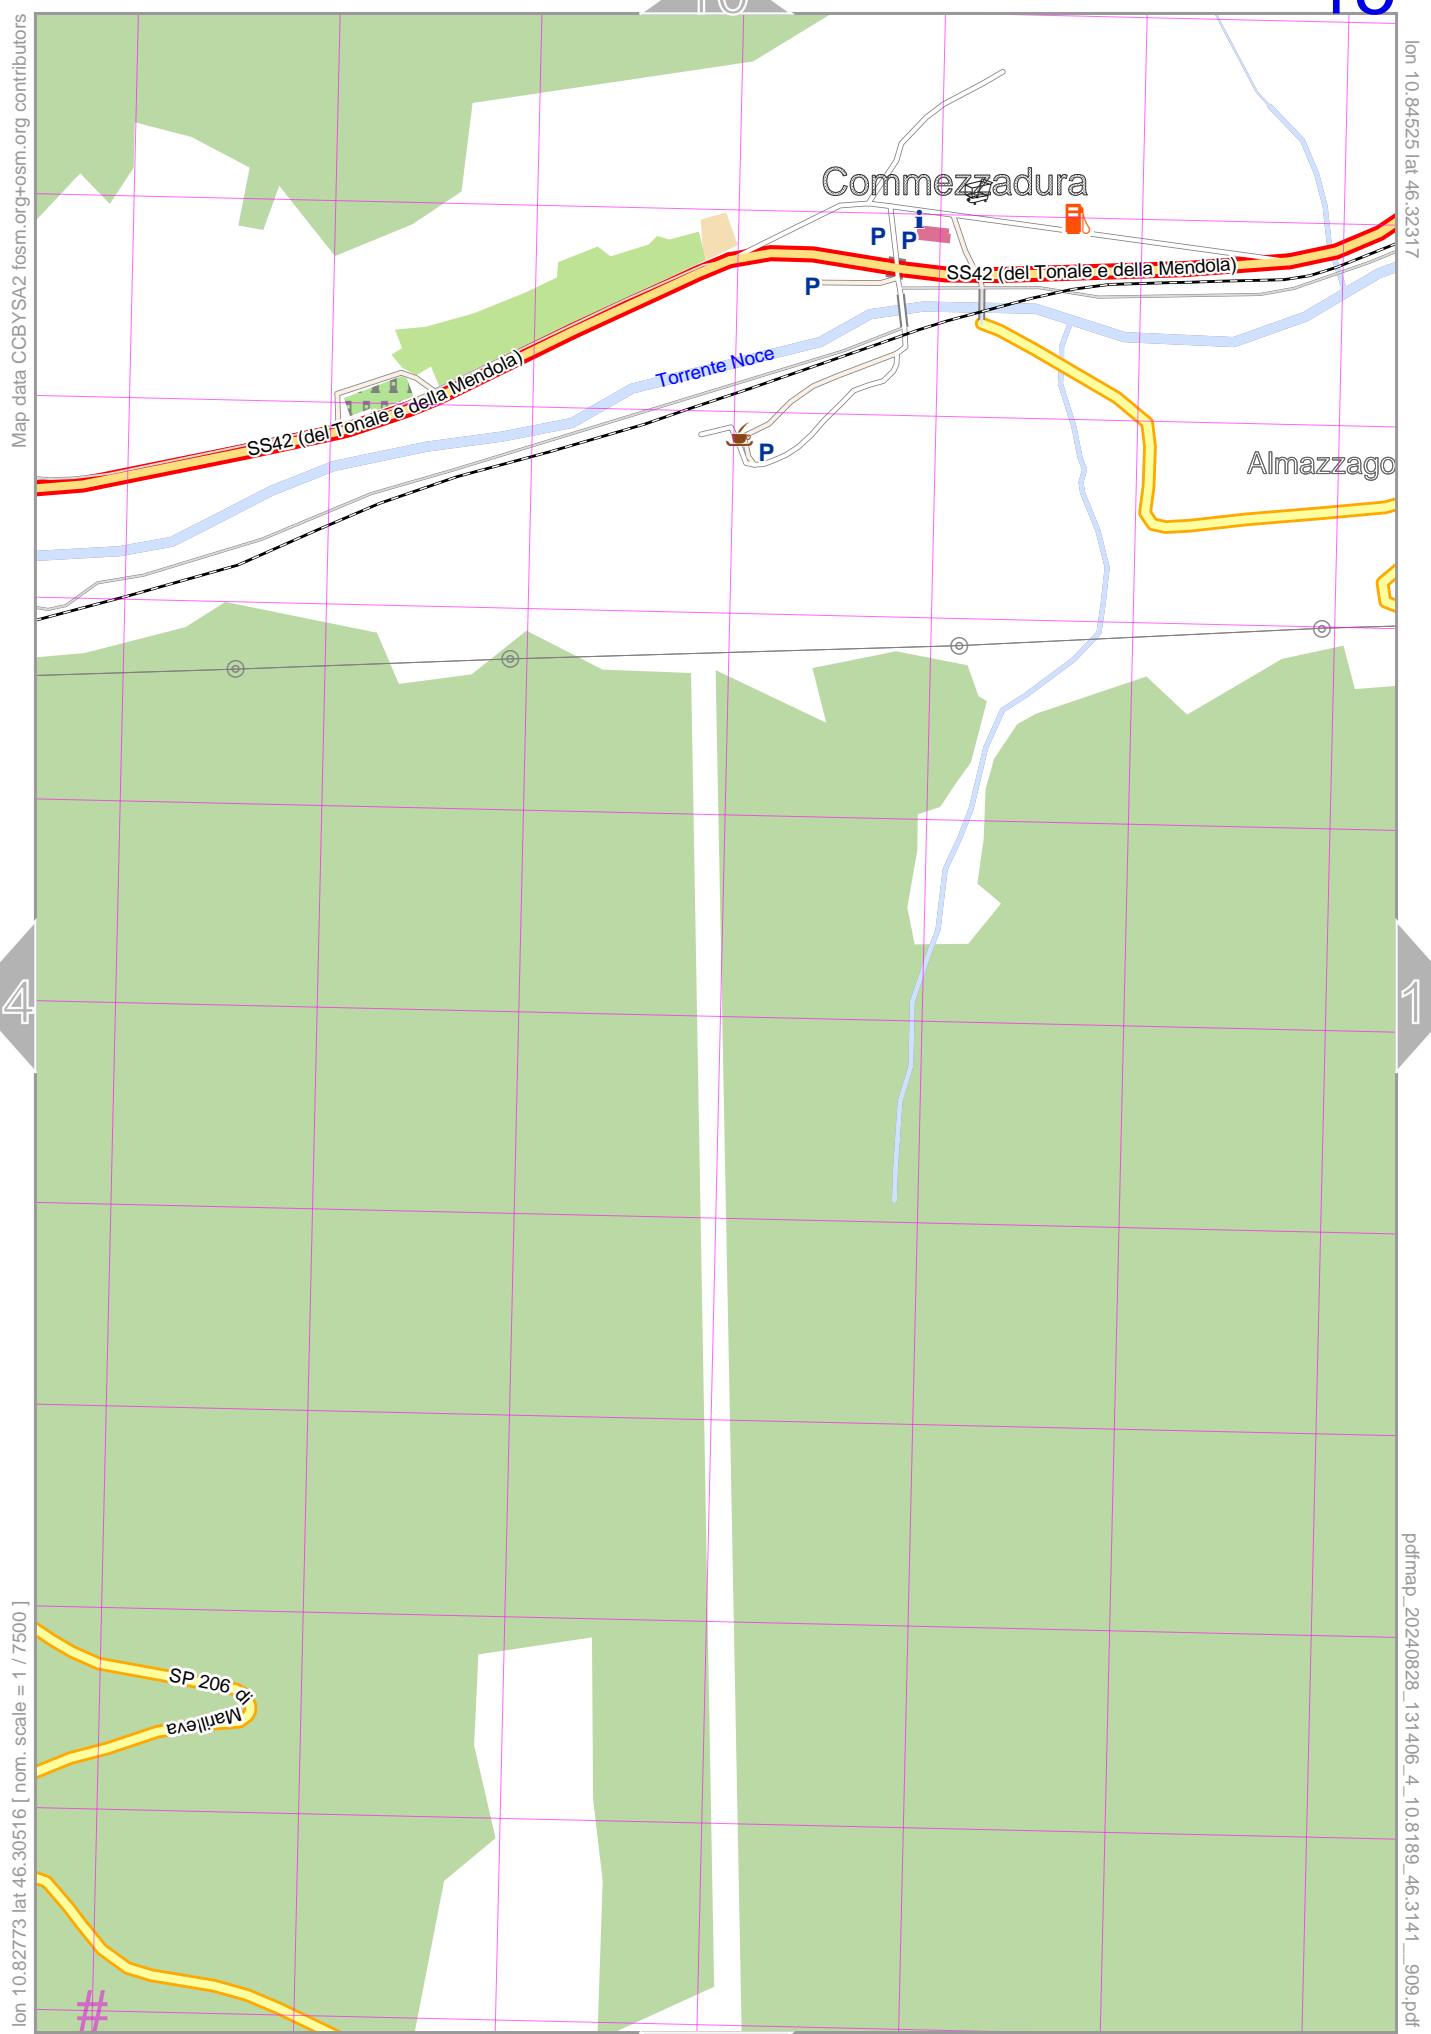 Map data CCBYSA2 fosm.org+osm.org contributors
lon 10.84525 lat 46.32317
Commezzadura
i
P
P
SS42 (del Tonale e della Mendola)
P
Torrente Noce
SS42 (del Tonale e della Mendola)
P
Almazzago
4
1
SP 206 di
Marilleva
#
lon 10.82773 lat 46.30516 [ nom. scale = 1 / 7500 ]
pdfmap_20240828_131406_4_10.8189_46.3141__909.pdf